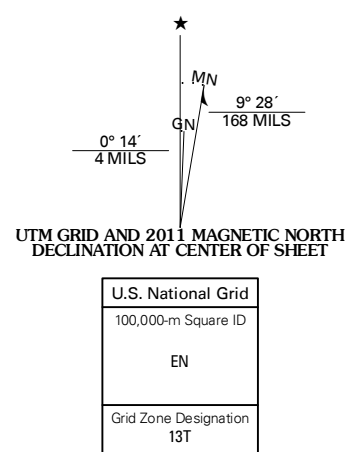 ★
MN
GN
9° 28´
168 MILS
0° 14´
4 MILS
UTM GRID AND 2011 MAGNETIC NORTH
DECLINATION AT CENTER OF SHEET
U.S. National Grid
100,000-m Square ID
EN
Grid Zone Designation
13T